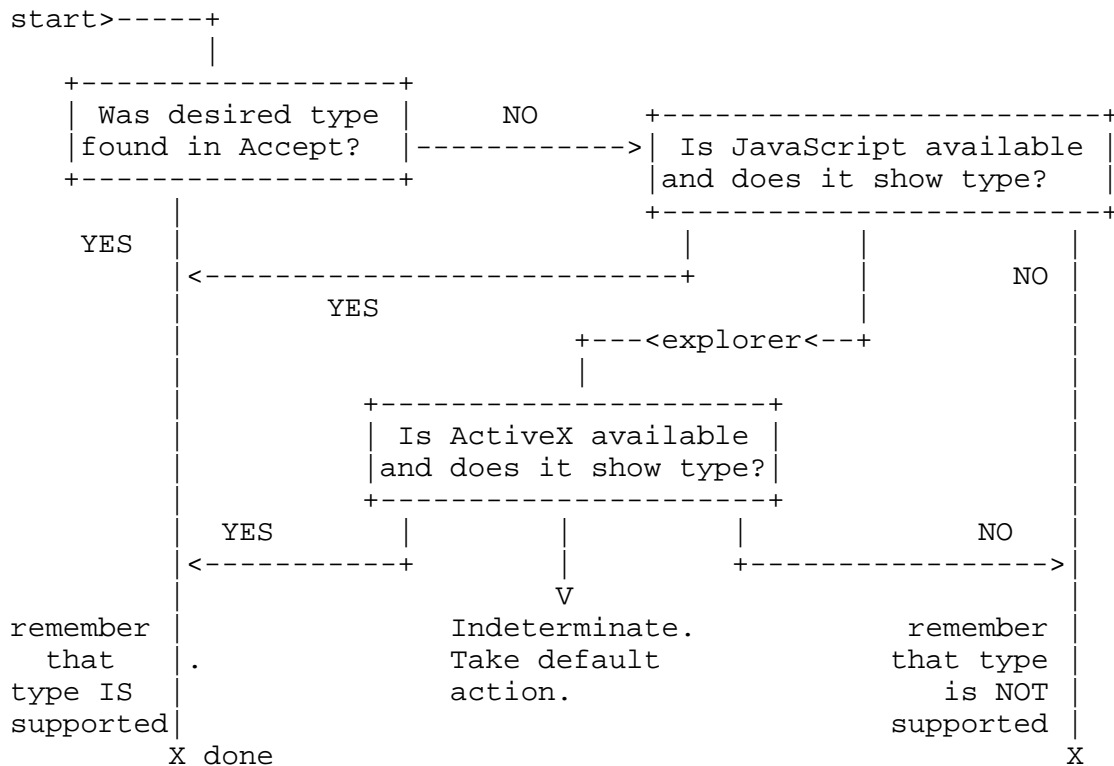 start>-----+
|
+------------------+
| Was desired type | NO +------------------------+
|found in Accept? |------------>| Is JavaScript available |
+------------------+ |and does it show type? |
| +------------------------+
YES | | | |
|<-------------------------+ | NO |
| YES | |
| +---<explorer<--+ |
| | |
| +----------------------+ |
| | Is ActiveX available | |
| |and does it show type?| |
| +----------------------+ |
| YES | | | NO |
|<-----------+ | +----------------->|
| V |
remember | Indeterminate. remember |
that |. Take default that type |
type IS | action. is NOT |
supported| supported |
X done X